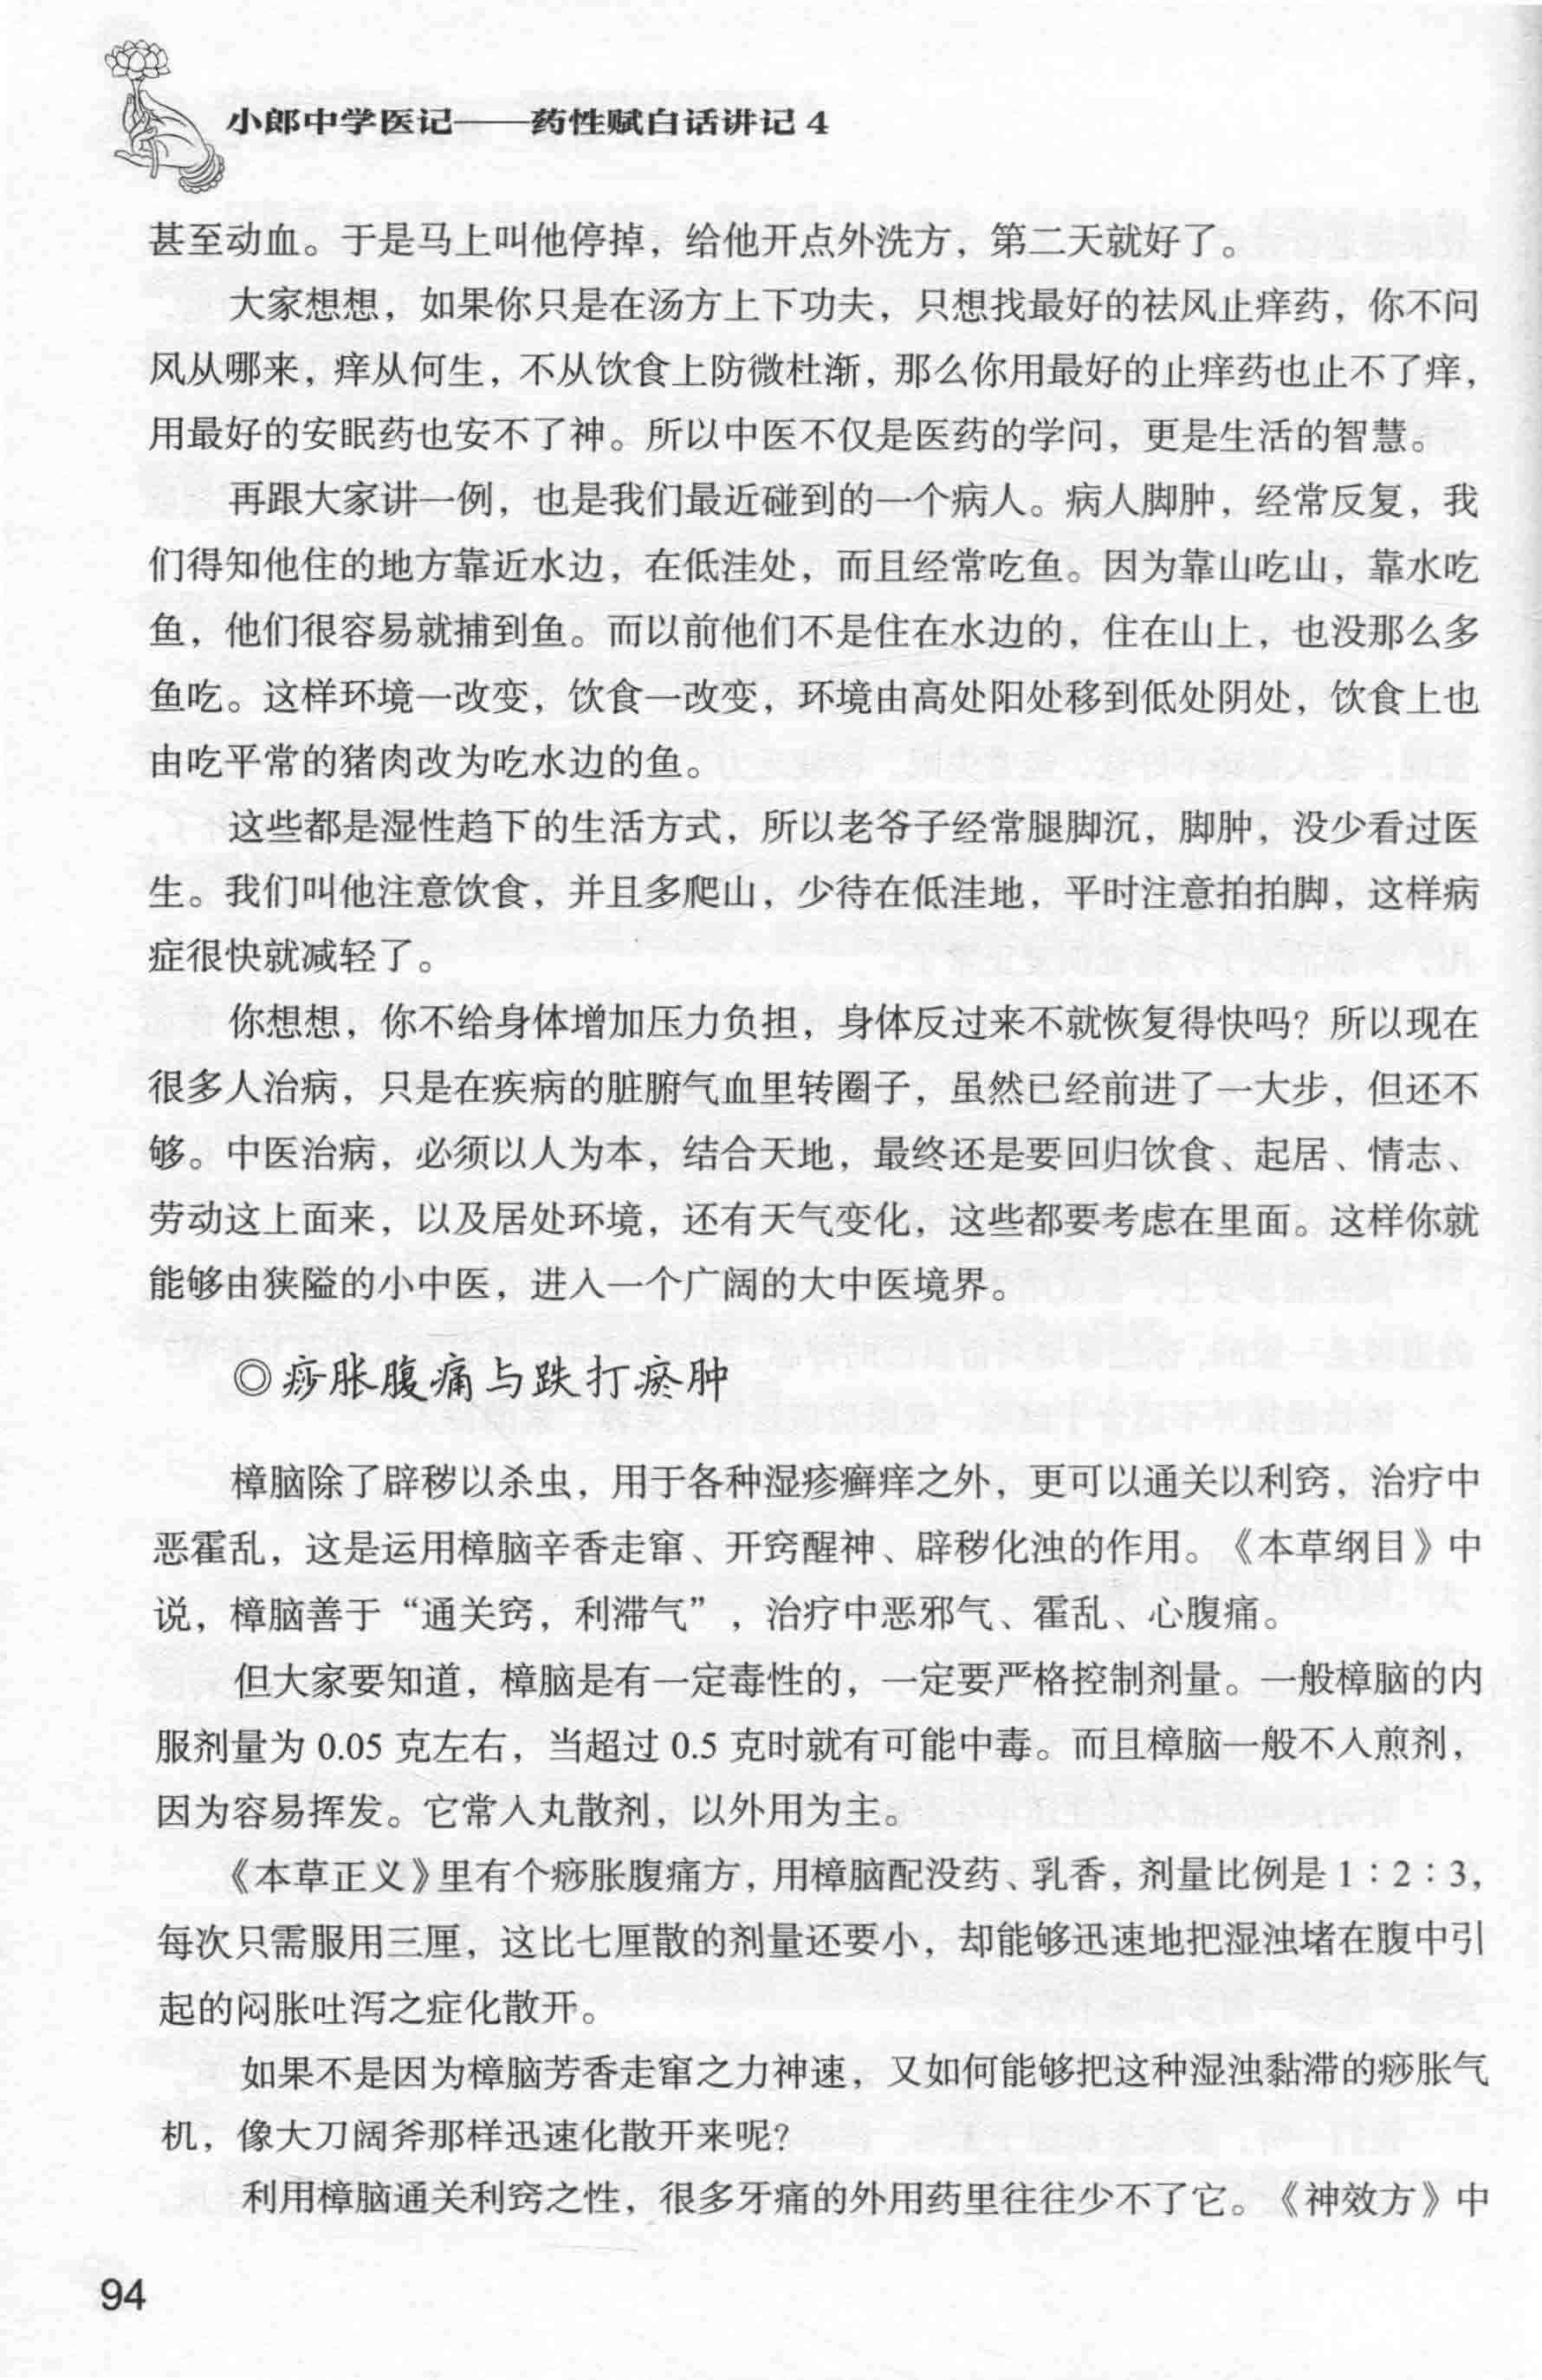 小郎中学医记——药性赋白话讲记4
甚至动血。于是马上叫他停掉，给他开点外洗方，第二天就好了。
大家想想，如果你只是在汤方上下功夫，只想找最好的祛风止痒药，你不问
风从哪来，痒从何生，不从饮食上防微杜渐，那么你用最好的止痒药也止不了痒，
用最好的安眠药也安不了神。所以中医不仅是医药的学问，更是生活的智慧。
再跟大家讲一例，也是我们最近碰到的一个病人。病人脚肿，经常反复，我
们得知他住的地方靠近水边，在低洼处，而且经常吃鱼。因为靠山吃山，靠水吃
鱼，他们很容易就捕到鱼。而以前他们不是住在水边的，住在山上，也没那么多
鱼吃。这样环境一改变，饮食一改变，环境由高处阳处移到低处阴处，饮食上也
由吃平常的猪肉改为吃水边的鱼。
这些都是湿性趋下的生活方式，所以老爷子经常腿脚沉，脚肿，没少看过医
生。我们叫他注意饮食，并且多爬山，少待在低洼地，平时注意拍拍脚，这样病
症很快就减轻了。
你想想，你不给身体增加压力负担，身体反过来不就恢复得快吗？所以现在
很多人治病，只是在疾病的脏腑气血里转圈子，虽然已经前进了一大步，但还不
够。中医治病，必须以人为本，结合天地，最终还是要回归饮食、起居、情志、
劳动这上面来，以及居处环境，还有天气变化，这些都要考虑在里面。这样你就
能够由狭隘的小中医，进入一个广阔的大中医境界。
◎痧胀腹痛与跌打瘀肿
樟脑除了辟秽以杀虫，用于各种湿疹癣痒之外，更可以通关以利窍，治疗中
恶霍乱，这是运用樟脑辛香走窜、开窍醒神、辟秽化浊的作用。《本草纲目》中
说，樟脑善于“通关窍，利滞气”，治疗中恶邪气、霍乱、心腹痛。
但大家要知道，樟脑是有一定毒性的，一定要严格控制剂量。一般樟脑的内
服剂量为 0.05 克左右，当超过 0.5 克时就有可能中毒。而且樟脑一般不入煎剂，
因为容易挥发。它常入丸散剂，以外用为主。
《本草正义》里有个痧胀腹痛方，用樟脑配没药、乳香，剂量比例是1：2：3，
每次只需服用三厘，这比七厘散的剂量还要小，却能够迅速地把湿浊堵在腹中引
起的闷胀吐泻之症化散开。
如果不是因为樟脑芳香走窜之力神速，又如何能够把这种湿浊黏滞的痧胀气
机，像大刀阔斧那样迅速化散开来呢？
利用樟脑通关利窍之性，很多牙痛的外用药里往往少不了它。《神效方》中
94